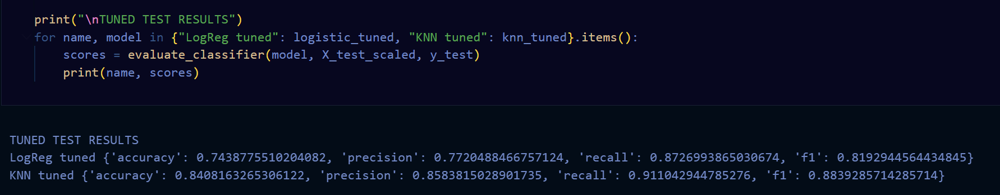 print("\nTUNED TEST RESULTS")
for name, model in {"LogReg tuned": logistic_tuned, "KNN tuned": knn_tuned}.items():
    scores = evaluate_classifier(model, X_test_scaled, y_test)
    print(name, scores)
TUNED TEST RESULTS
LogReg tuned {'accuracy': 0.7438775510204082, 'precision': 0.7720488466757124, 'recall': 0.8726993865030674, 'f1': 0.8192944564434845}
KNN tuned {'accuracy': 0.8408163265306122, 'precision': 0.8583815028901735, 'recall': 0.911042944785276, 'f1': 0.8839285714285714}